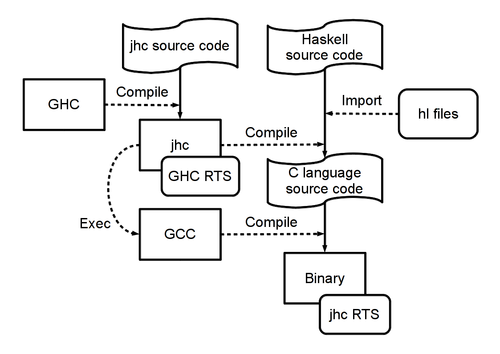 jhc source code
Haskell
source code
GHC
Compile
Import
hl files
jhc
Compile
GHC RTS
C language
source code
Exec
GCC
Compile
Binary
jhc RTS